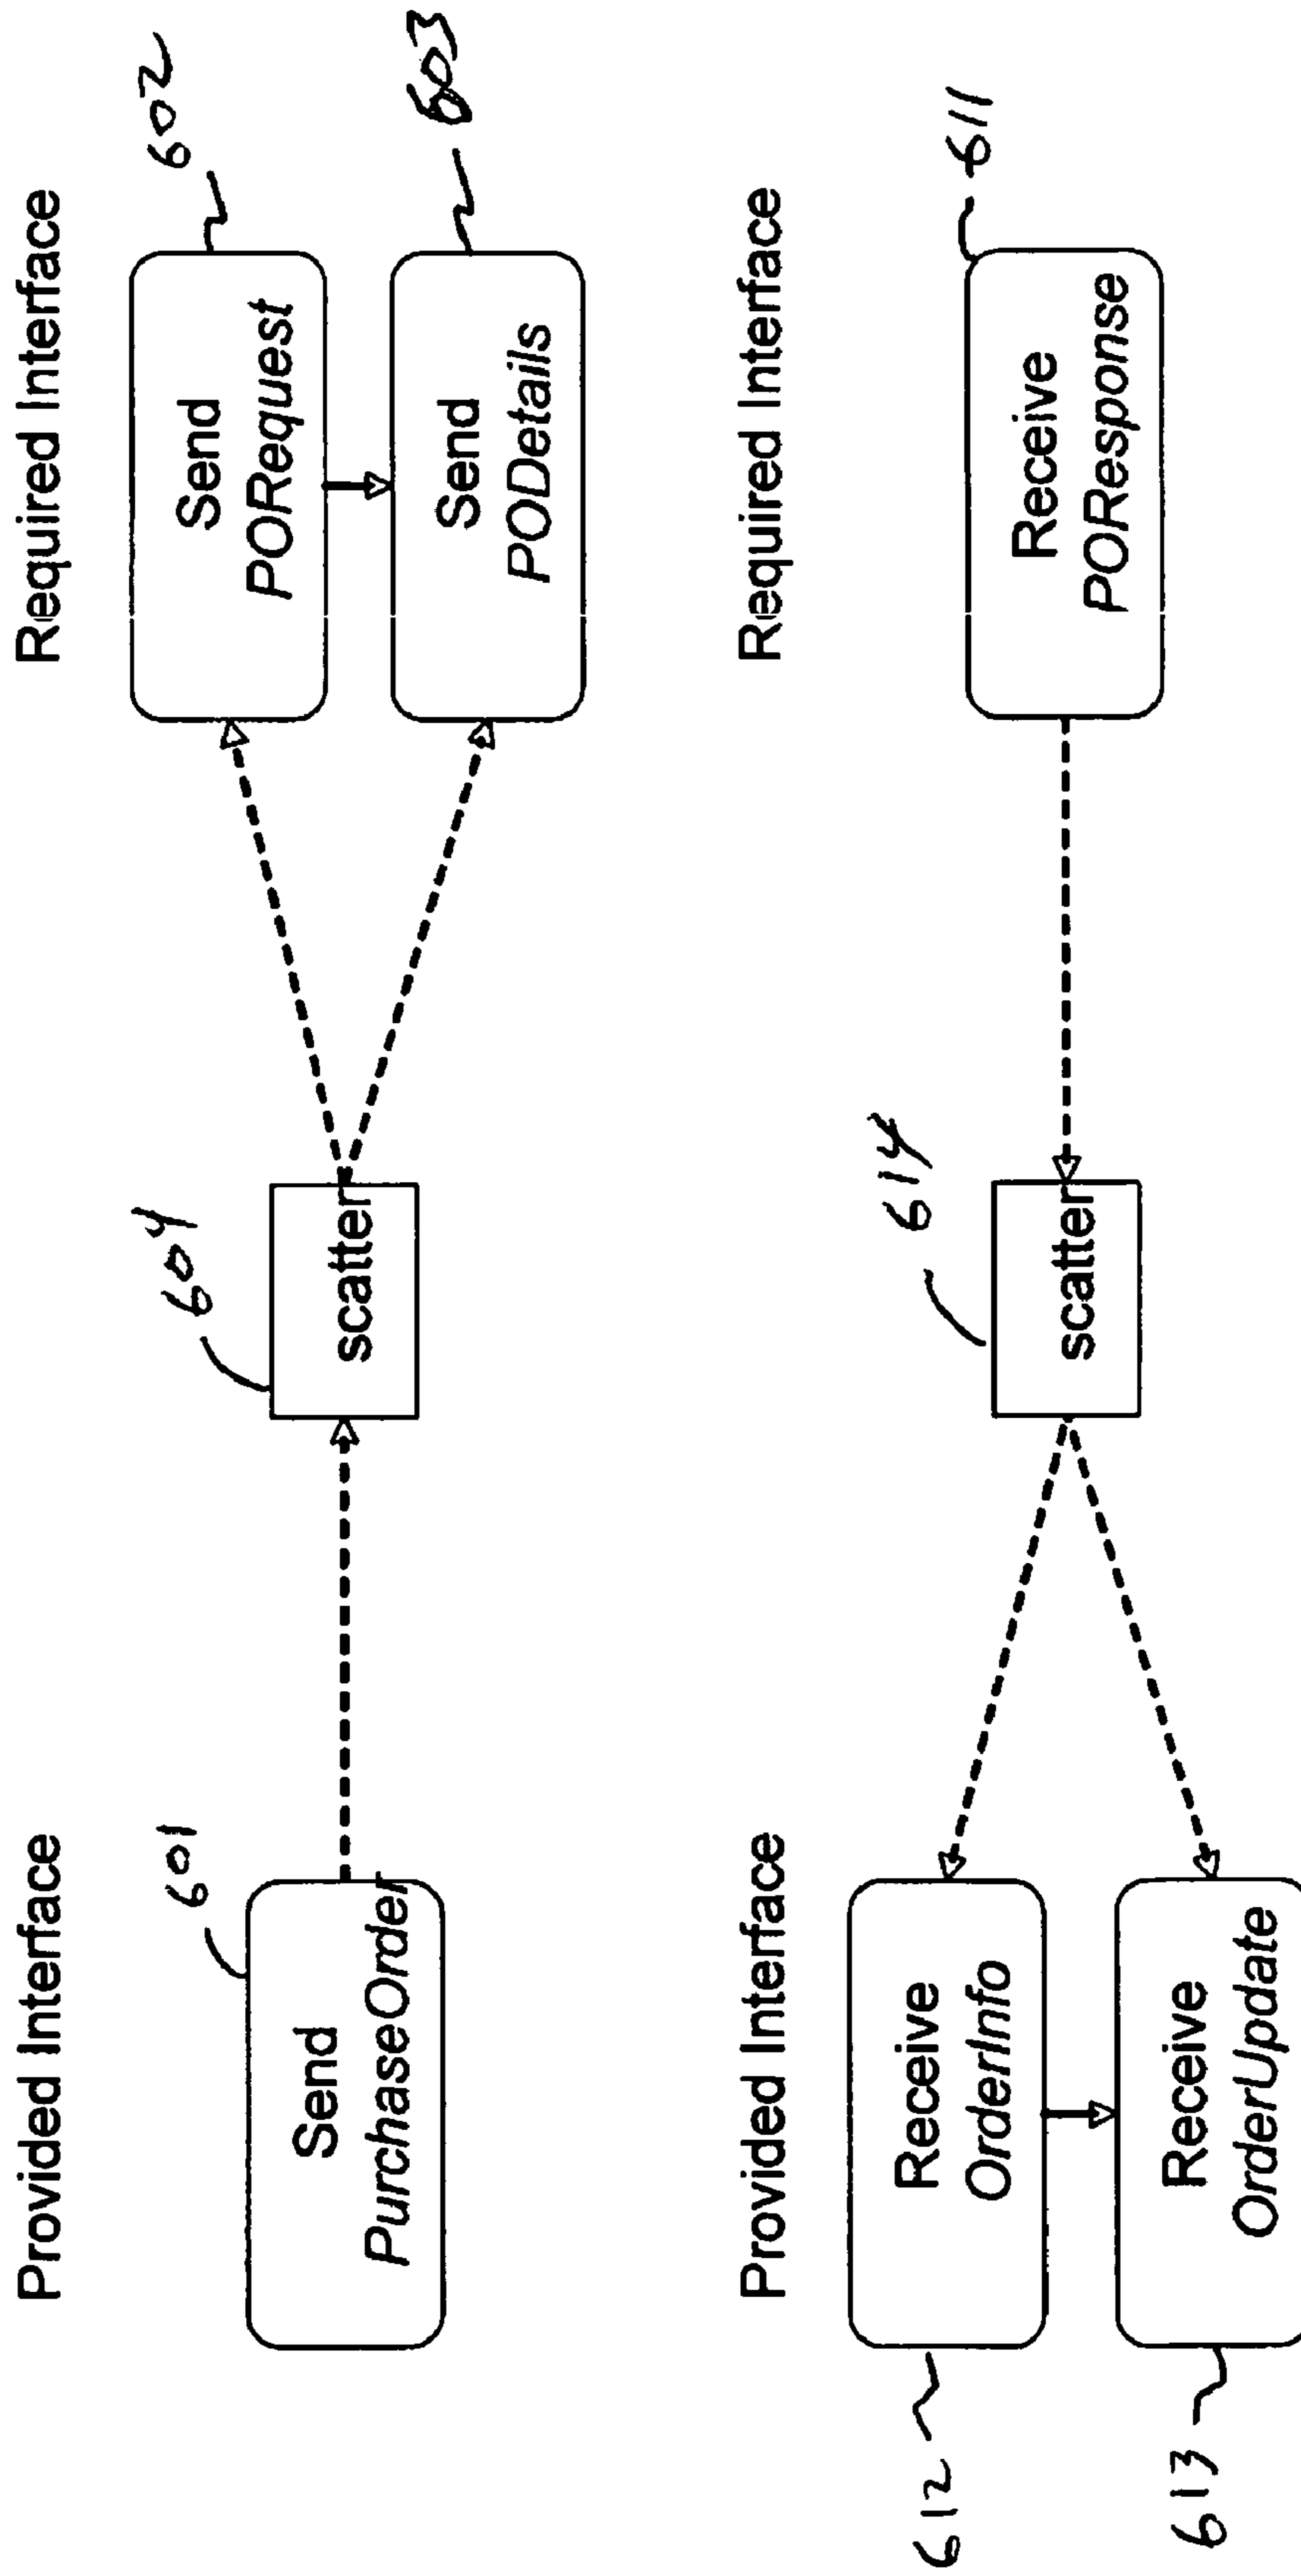 Provided Interface
Required Interface
601
602
Send
PurchaseOrder
604
scatter
Send
PORequest
603
Send
PODetails
Provided Interface
Required Interface
612
Receive
OrderInfo
614
scatter
611
Receive
POResponse
613
Receive
OrderUpdate